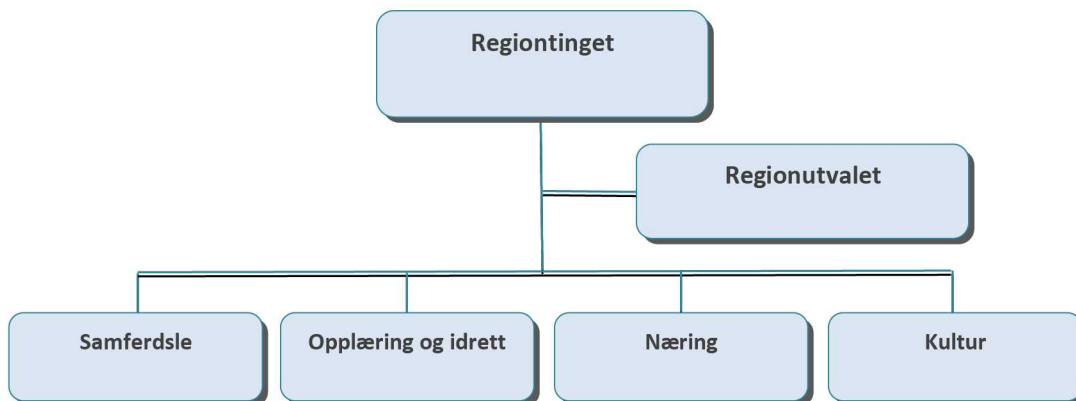 Regiontinget
Regionutvalet
Samferdsle
Opplæring og idrett
Næring
Kultur